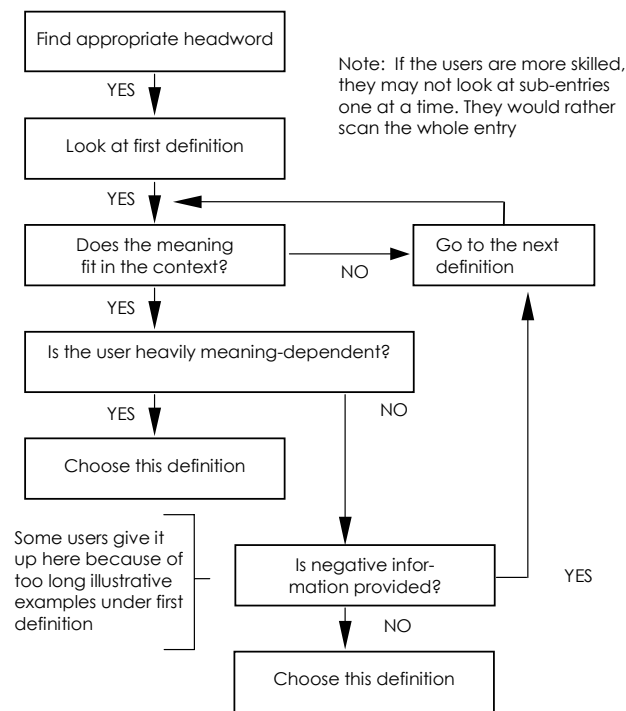 Find appropriate headword
Note: If the users are more skilled,
they may not look at sub-entries
one at a time. They would rather
scan the whole entry
YES
Look at first definition
YES
Does the meaning
fit in the context?
NO
Go to the next
definition
YES
Is the user heavily meaning-dependent?
YES
NO
Choose this definition
Some users give it
up here because of
too long illustrative
examples under first
definition
Is negative infor-
mation provided?
YES
NO
Choose this definition